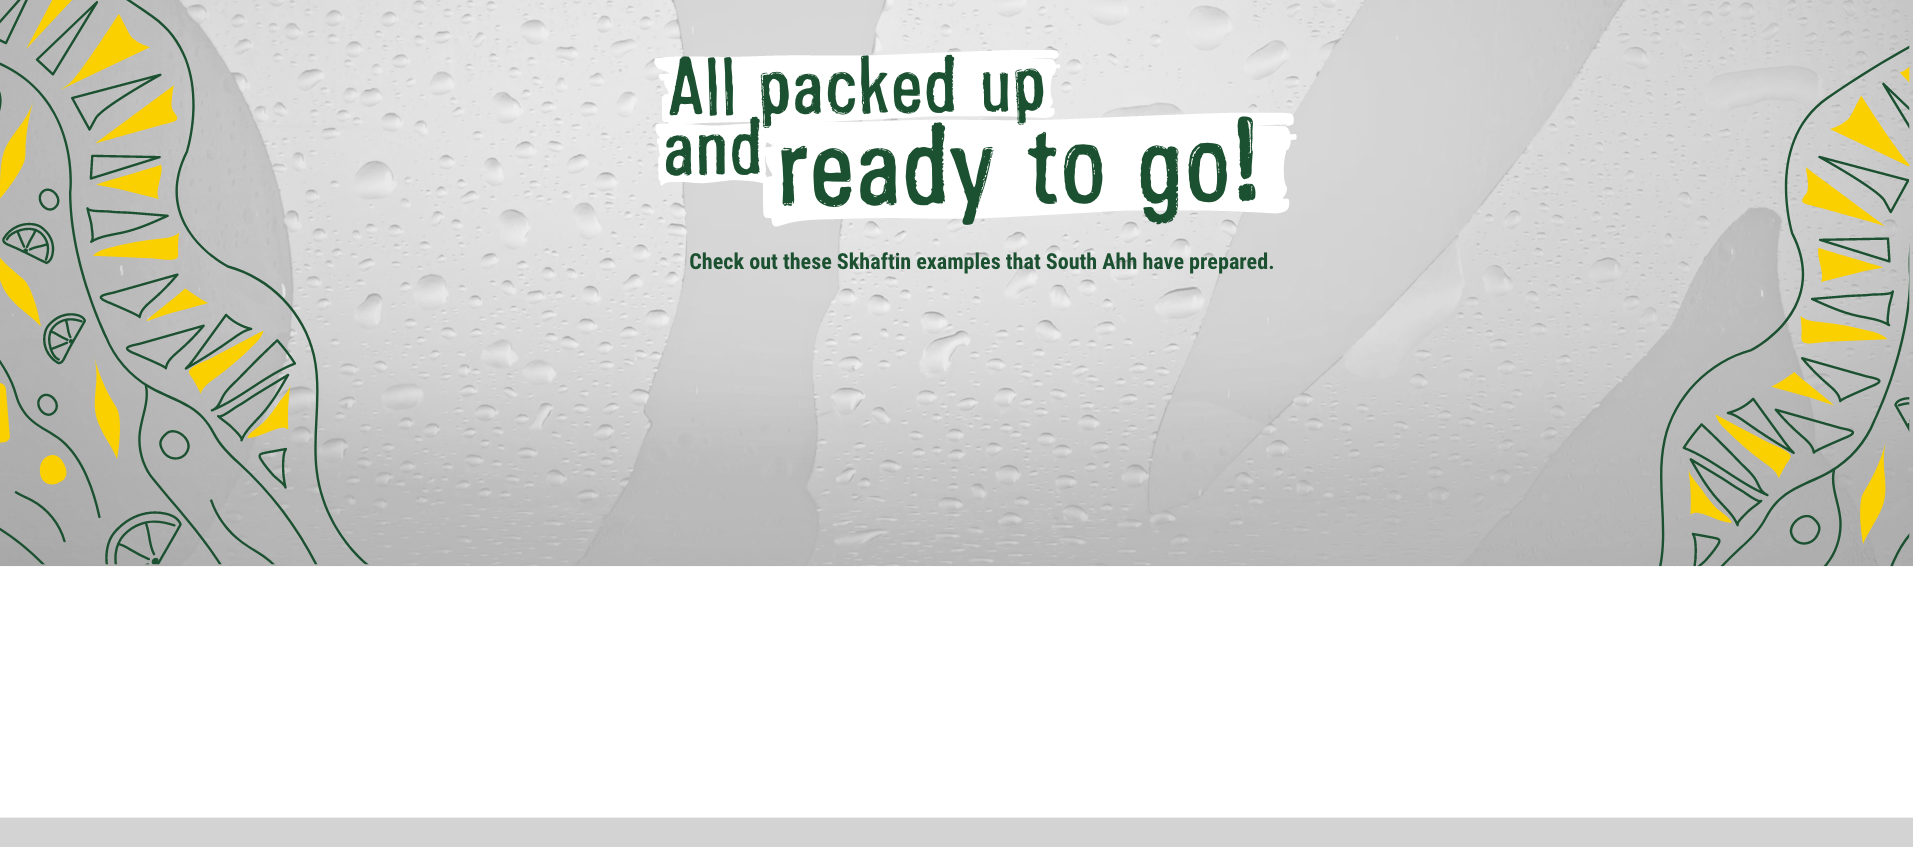 All packed up
and ready to go!
Check out these Skhaftin examples that South Ahh have prepared.